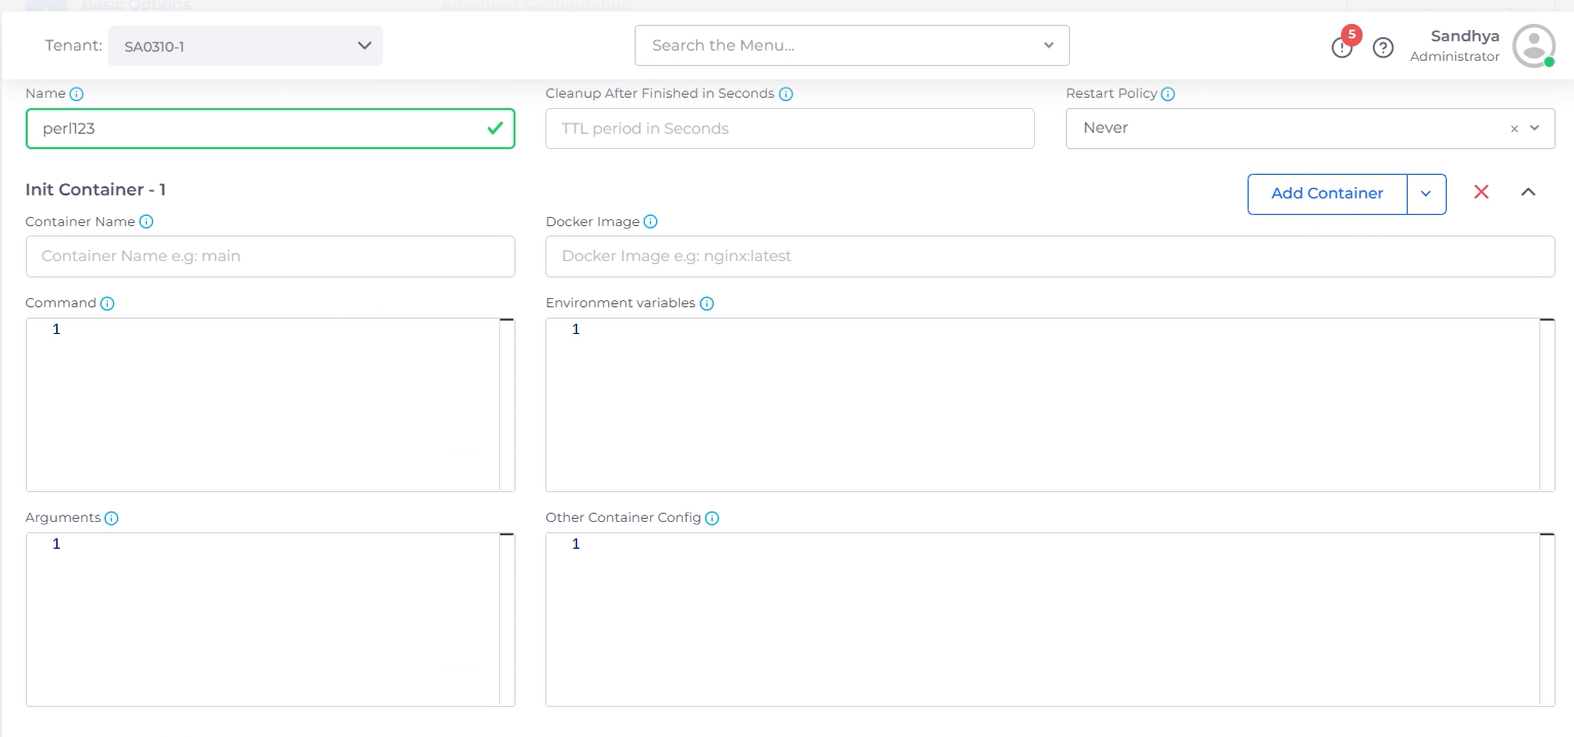 Basic Options
Advanced Configuration
Tenant: SA0310-1
Search the Menu...
5
Sandhya
Administrator
Name
Cleanup After Finished in Seconds
Restart Policy
perl123
TTL period in Seconds
Never
Init Container - 1
Add Container
Container Name
Docker Image
Container Name e.g: main
Docker Image e.g: nginx:latest
Command
Environment variables
1
1
Arguments
Other Container Config
1
1